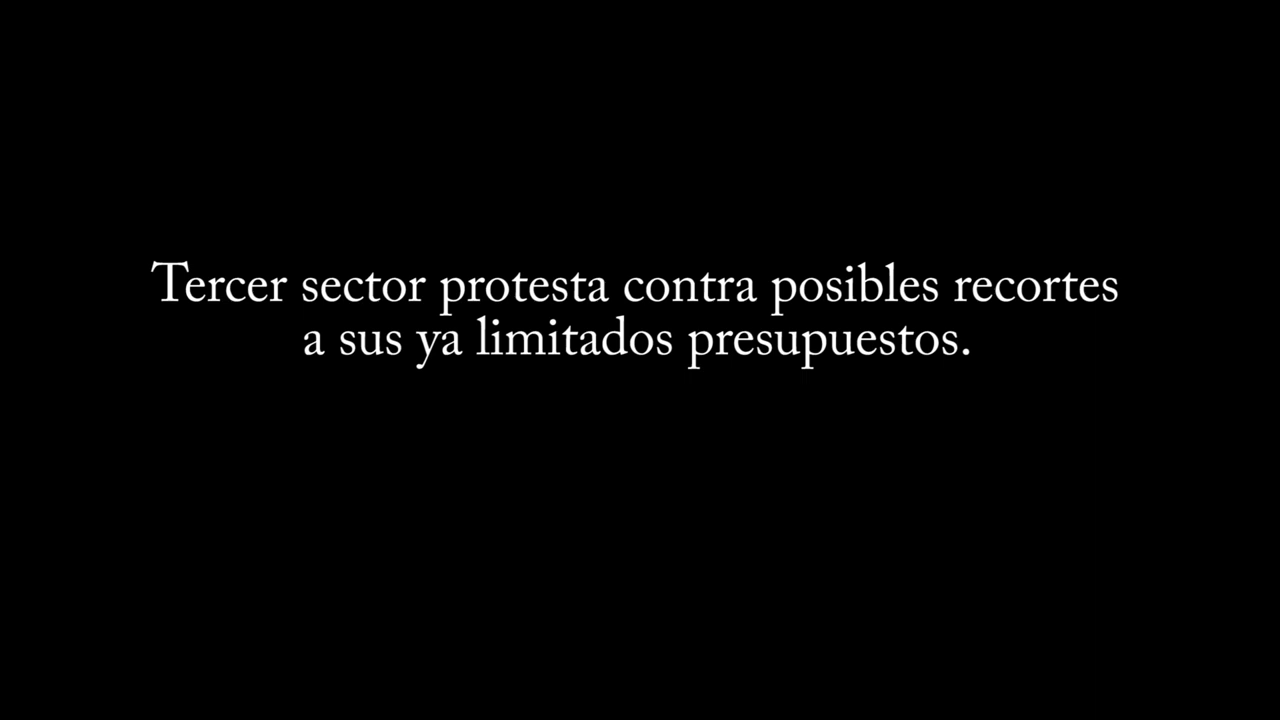 Tercer sector protesta contra posibles recortes
a sus ya limitados presupuestos.